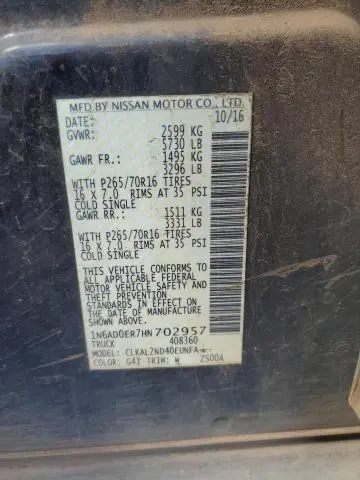 MFD BY NISSAN MOTOR CO., LTD.
DATE: 10/16
GVWR: 2599 KG
5730 LB
GAWR FR.: 1495 KG
3296 LB
WITH P265/70R16 TIRES
16 X 7.0 RIMS AT 35 PSI
COLD SINGLE
GAWR RR.: 1511 KG
3331 LB
WITH P265/70R16 TIRES
16 X 7.0 RIMS AT 35 PSI
COLD SINGLE
THIS VEHICLE CONFORMS TO
ALL APPLICABLE FEDERAL
MOTOR VEHICLE SAFETY
STANDARDS IN EFFECT ON
THE DATE OF MANUFACTURE
SHOWN ABOVE.
1N6AD0ER7HN702957
TRUCK 408360
MODEL: CLKAL2ND40EUNFA-
COLOR: G41 TRIM: W ZS00A